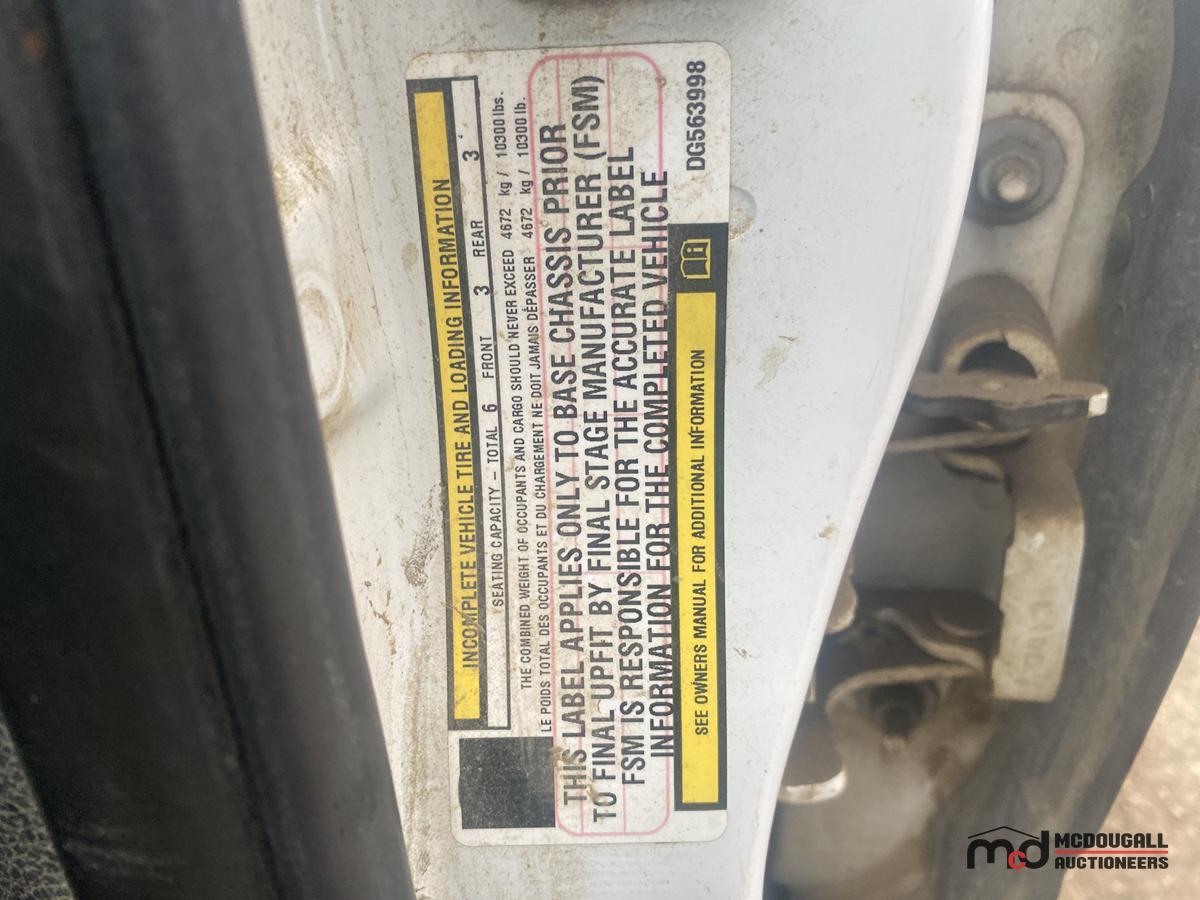 INCOMPLETE VEHICLE TIRE AND LOADING INFORMATION
SEATING CAPACITY – TOTAL 6 FRONT 3 REAR 3
THE COMBINED WEIGHT OF OCCUPANTS AND CARGO SHOULD NEVER EXCEED 4672 kg / 10300 lbs.
LE POIDS TOTAL DES OCCUPANTS ET DU CHARGEMENT NE DOIT JAMAIS DÉPASSER 4672 kg / 10300 lb.
THIS LABEL APPLIES ONLY TO BASE CHASSIS PRIOR
TO FINAL UPFIT BY FINAL STAGE MANUFACTURER (FSM)
FSM IS RESPONSIBLE FOR THE ACCURATE LABEL
INFORMATION FOR THE COMPLETED VEHICLE
SEE OWNERS MANUAL FOR ADDITIONAL INFORMATION
DG563998
mcd MCDOUGALL
AUCTIONEERS